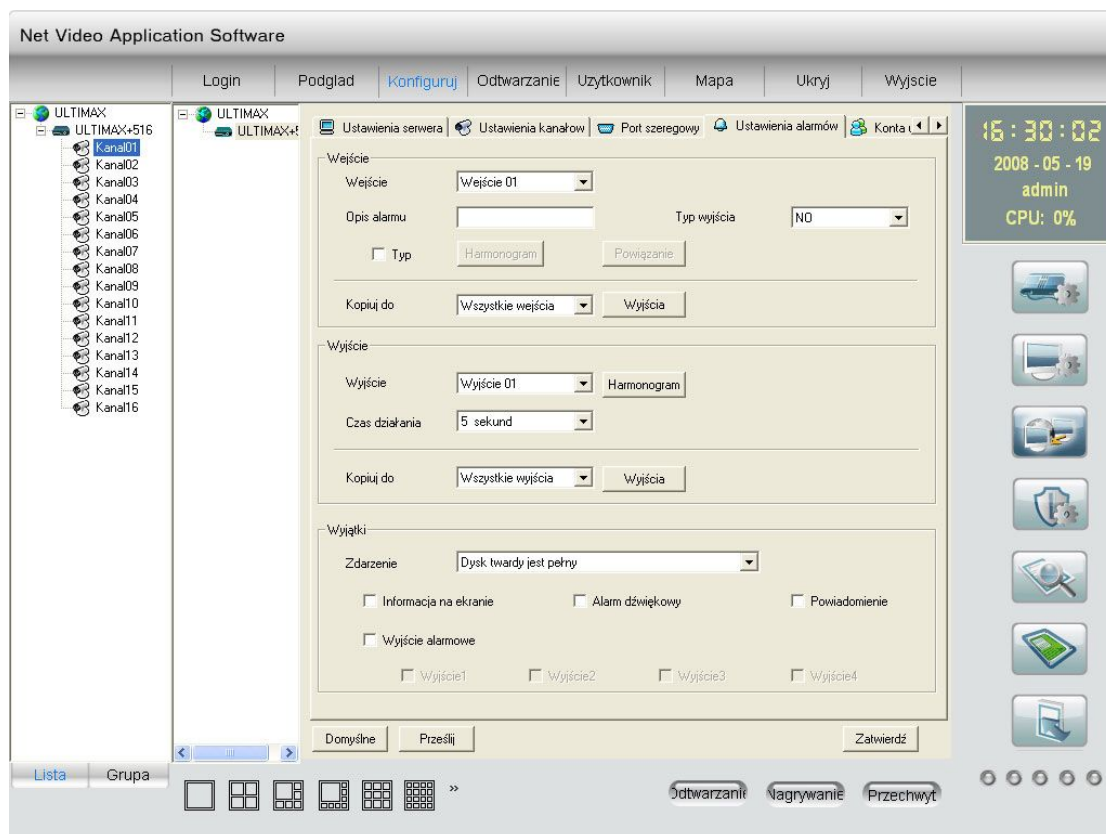 Net Video Application Software
Login Podglad Konfiguruj Odtwarzanie Uzytkownik Mapa Ukryj Wyjscie
ULTIMAX
ULTIMAX+516
Kanal01
Kanal02
Kanal03
Kanal04
Kanal05
Kanal06
Kanal07
Kanal08
Kanal09
Kanal10
Kanal11
Kanal12
Kanal13
Kanal14
Kanal15
Kanal16
Lista Grupa
ULTIMAX
ULTIMAX+5
Ustawienia serwera Ustawienia kanałow Port szeregowy Ustawienia alarmów Konta
Wejście
Wejście Wejście 01
Opis alarmu Typ wyjścia NO
Typ Harmonogram Powiązanie
Kopiuj do Wszystkie wejścia Wyjścia
Wyjście
Wyjście Wyjście 01 Harmonogram
Czas działania 5 sekund
Kopiuj do Wszystkie wyjścia Wyjścia
Wyjątki
Zdarzenie Dysk twardy jest pełny
Informacja na ekranie Alarm dźwiękowy Powiadomienie
Wyjście alarmowe
Wyjście1 Wyjście2 Wyjście3 Wyjście4
Domyślne Prześlij Zatwierdź
»
Odtwarzanie Nagrywanie Przechwyt
16:30:02
2008 - 05 - 19
admin
CPU: 0%